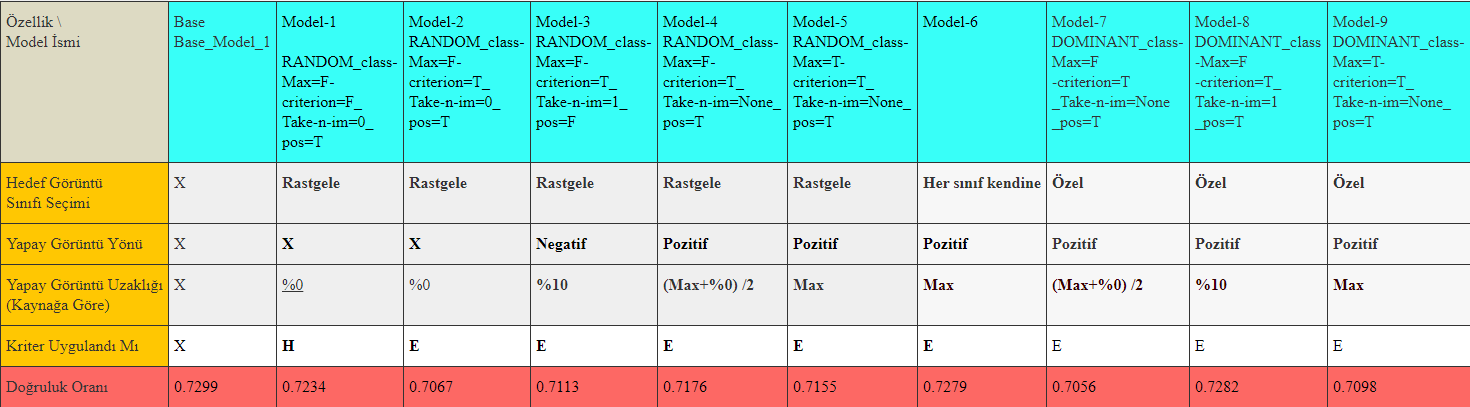 Özellik \
Model İsmi
Base
Base_Model_1
Model-1
RANDOM_class-
Max=F-
criterion=F_
Take-n-im=0_
pos=T
Model-2
RANDOM_class-
Max=F-
criterion=T_
Take-n-im=0_
pos=T
Model-3
RANDOM_class-
Max=F-
criterion=T_
Take-n-im=1_
pos=F
Model-4
RANDOM_class-
Max=F-
criterion=T_
Take-n-im=None_
pos=T
Model-5
RANDOM_class-
Max=T-
criterion=T_
Take-n-im=None_
pos=T
Model-6
Model-7
DOMINANT_class-
Max=F
-criterion=T
_Take-n-im=None
_pos=T
Model-8
DOMINANT_class
-Max=F
-criterion=T_
Take-n-im=1
_pos=T
Model-9
DOMINANT_class-
Max=T-
criterion=T_
Take-n-im=None_
pos=T
Hedef Görüntü
Sınıfı Seçimi
X
Rastgele
Rastgele
Rastgele
Rastgele
Rastgele
Her sınıf kendine
Özel
Özel
Özel
Yapay Görüntü Yönü
X
X
X
Negatif
Pozitif
Pozitif
Pozitif
Pozitif
Pozitif
Pozitif
Yapay Görüntü Uzaklığı
(Kaynağa Göre)
X
%0
%0
%10
(Max+%0) /2
Max
Max
(Max+%0) /2
%10
Max
Kriter Uygulandı Mı
X
H
E
E
E
E
E
E
E
E
Doğruluk Oranı
0.7299
0.7234
0.7067
0.7113
0.7176
0.7155
0.7279
0.7056
0.7282
0.7098